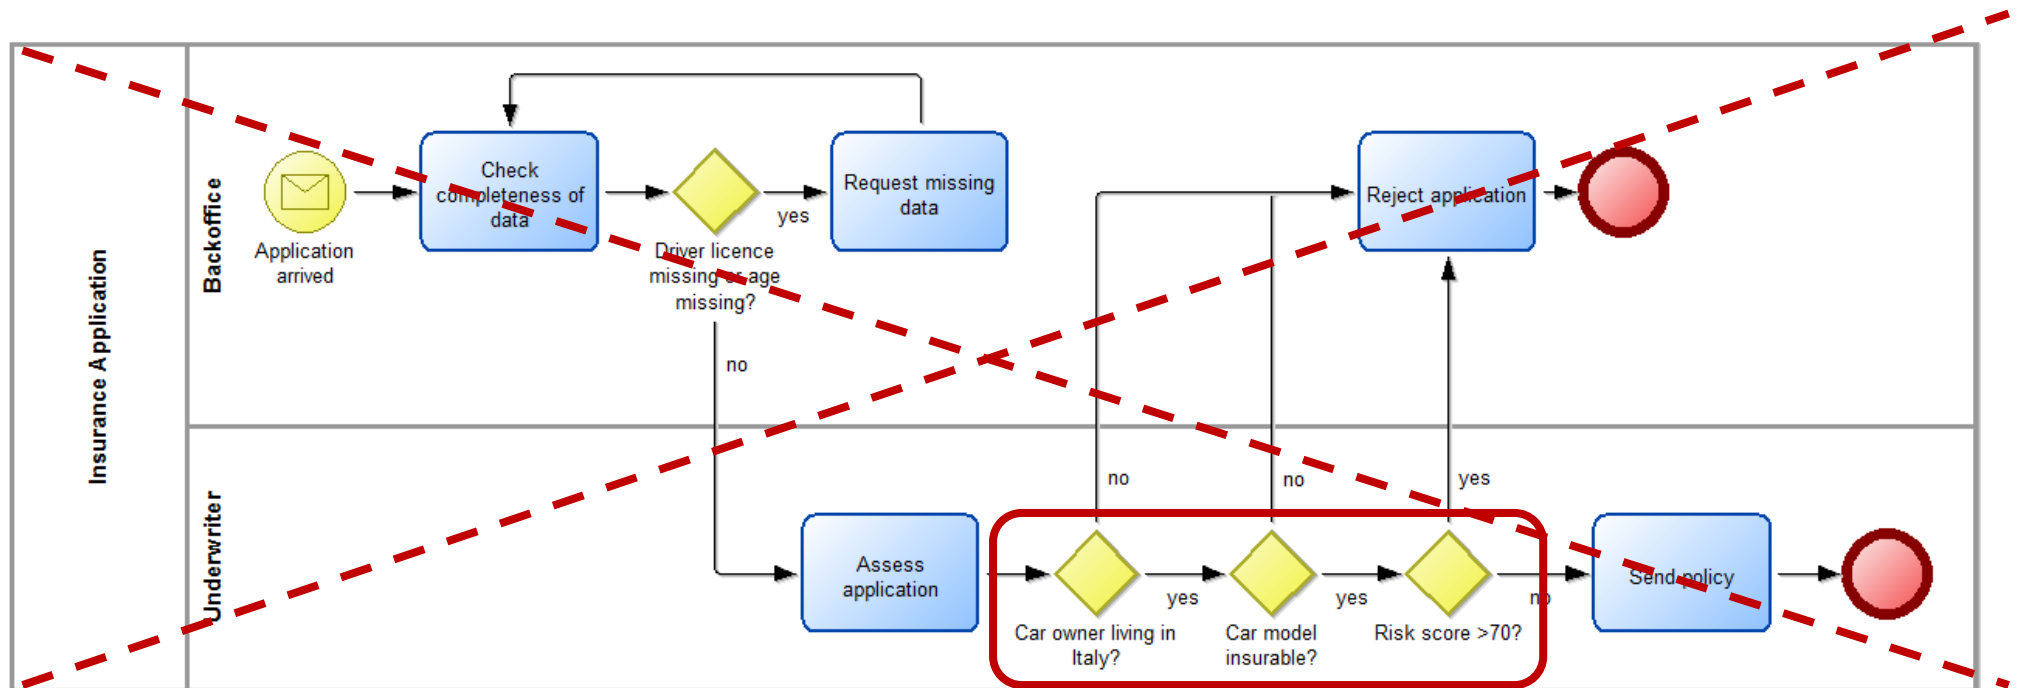 Insurance Application
Backoffice
Application
arrived
Check
completeness of
data
Driver licence
missing or age
missing?
yes
no
Request missing
data
Reject application
Underwriter
Assess
application
Car owner living in
Italy?
no
yes
Car model
insurable?
no
yes
Risk score >70?
yes
no
Send policy